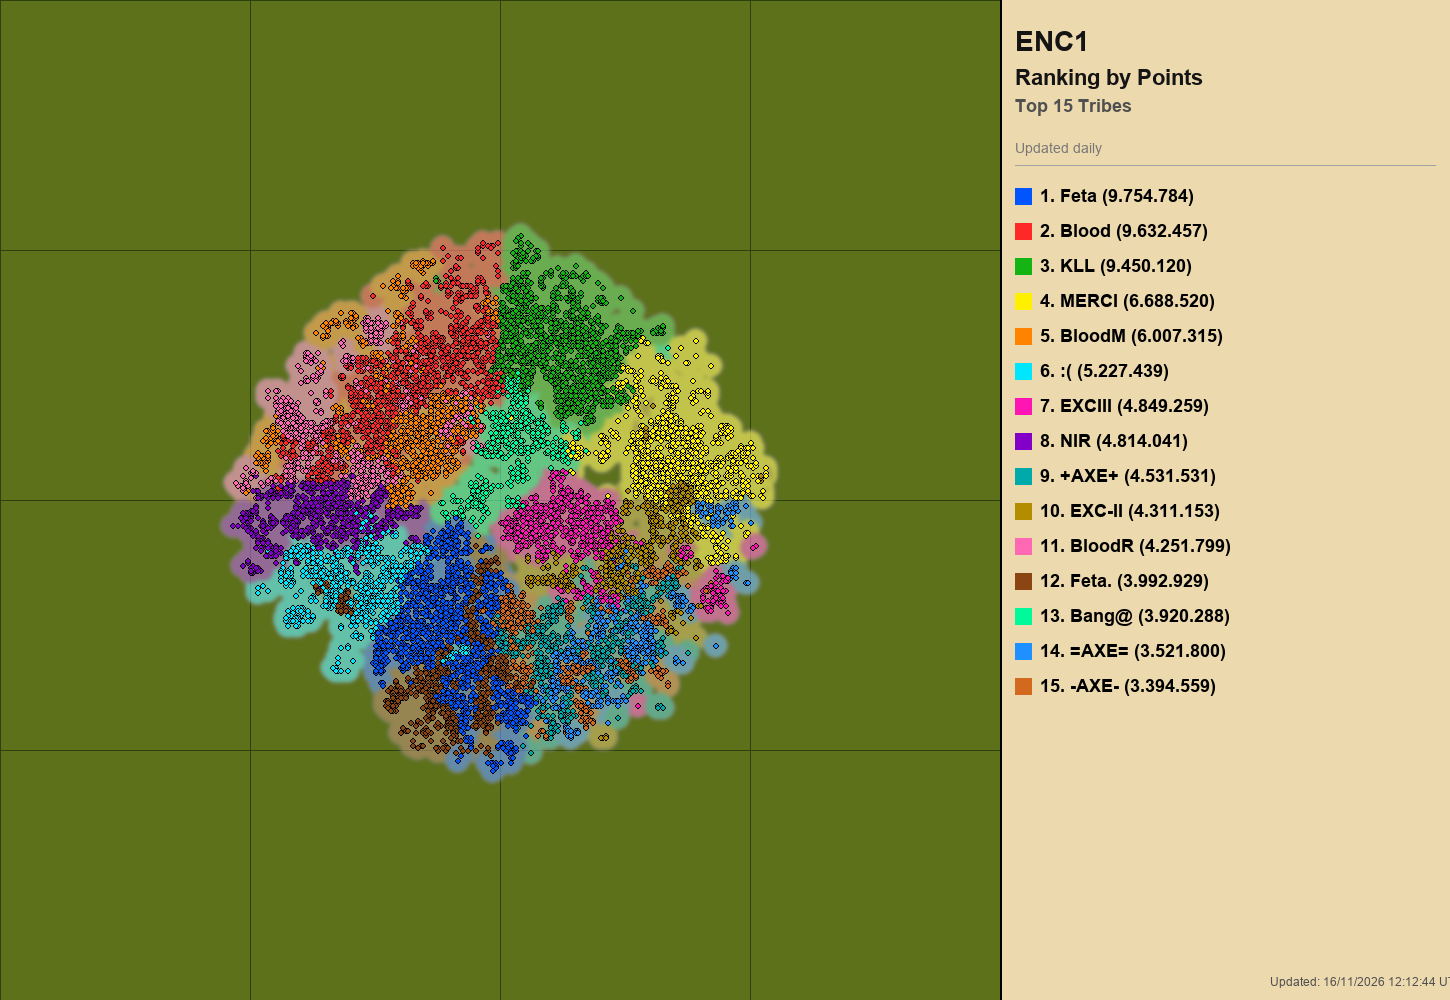 ENC1
Ranking by Points
Top 15 Tribes
Updated daily
1. Feta (9.754.784)
2. Blood (9.632.457)
3. KLL (9.450.120)
4. MERCI (6.688.520)
5. BloodM (6.007.315)
6. :( (5.227.439)
7. EXCIII (4.849.259)
8. NIR (4.814.041)
9. +AXE+ (4.531.531)
10. EXC-II (4.311.153)
11. BloodR (4.251.799)
12. Feta. (3.992.929)
13. Bang@ (3.920.288)
14. =AXE= (3.521.800)
15. -AXE- (3.394.559)
Updated: 16/11/2026 12:12:44